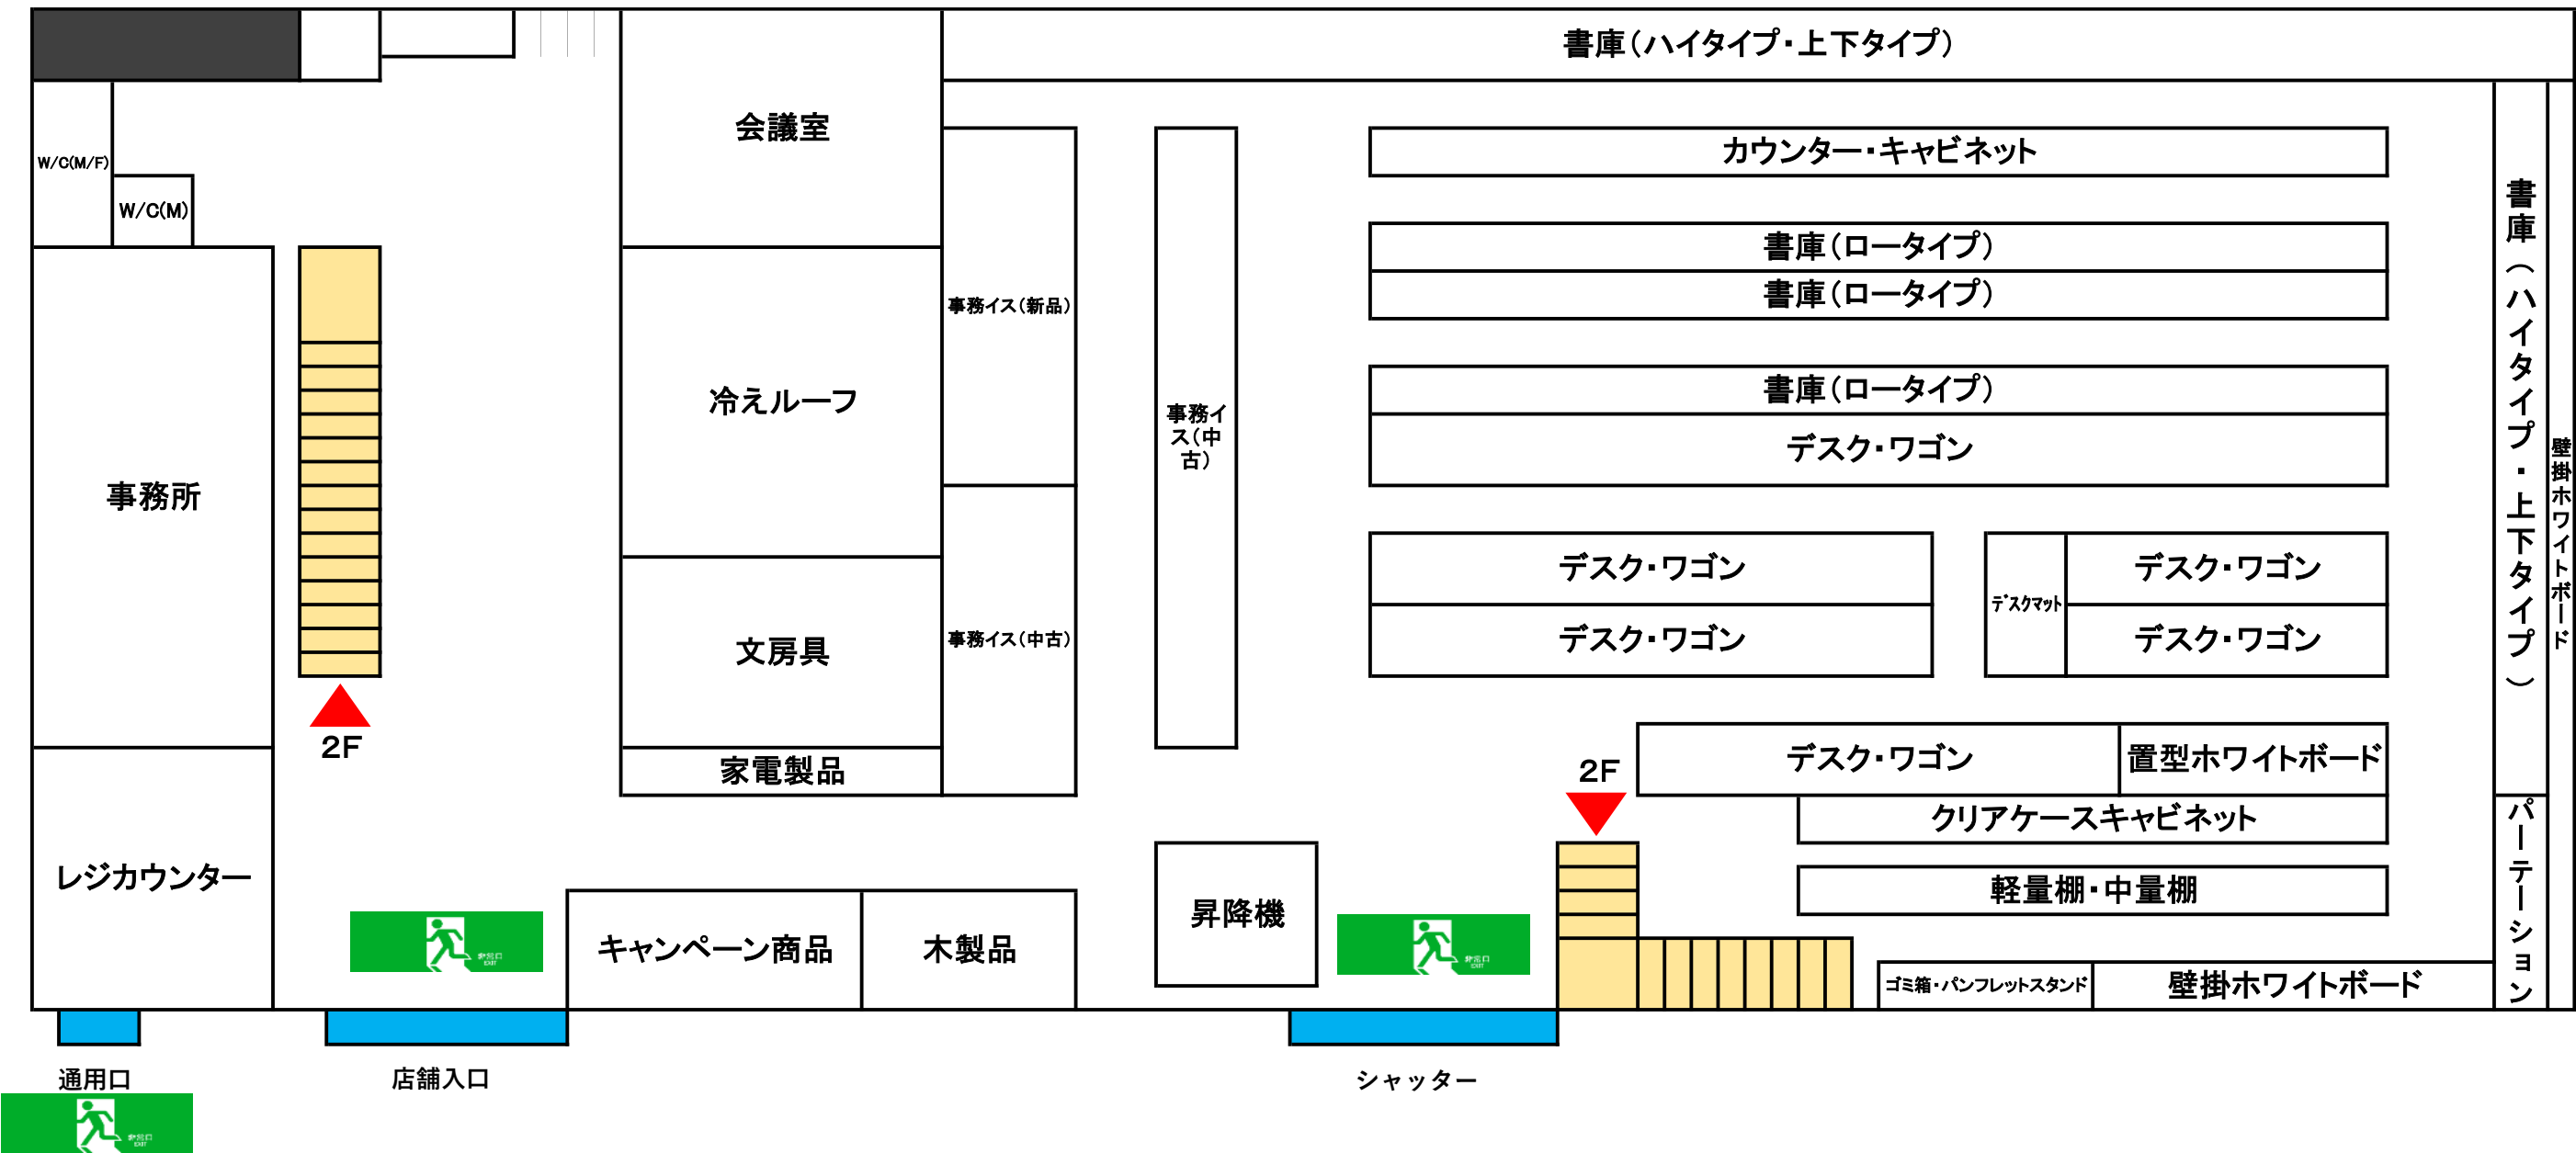 書庫(ハイタイプ・上下タイプ)
会議室
カウンター・キャビネット
W/C(M/F)
W/C(M)
書庫(ロータイプ)
書庫(ロータイプ)
事務イス(新品)
書庫(ハイタイプ・上下タイプ)
冷えルーフ
書庫(ロータイプ)
事務イ
ス(中
古)
デスク・ワゴン
壁掛ホワイトボード
事務所
デスク・ワゴン
デスク・ワゴン
デスクマット
文房具
事務イス(中古)
デスク・ワゴン
デスク・ワゴン
2F
家電製品
2F
デスク・ワゴン
置型ホワイトボード
クリアケースキャビネット
パーテーション
レジカウンター
軽量棚・中量棚
昇降機
キャンペーン商品
木製品
非常口
EXIT
非常口
EXIT
ゴミ箱・パンフレットスタンド
壁掛ホワイトボード
通用口
店舗入口
シャッター
非常口
EXIT